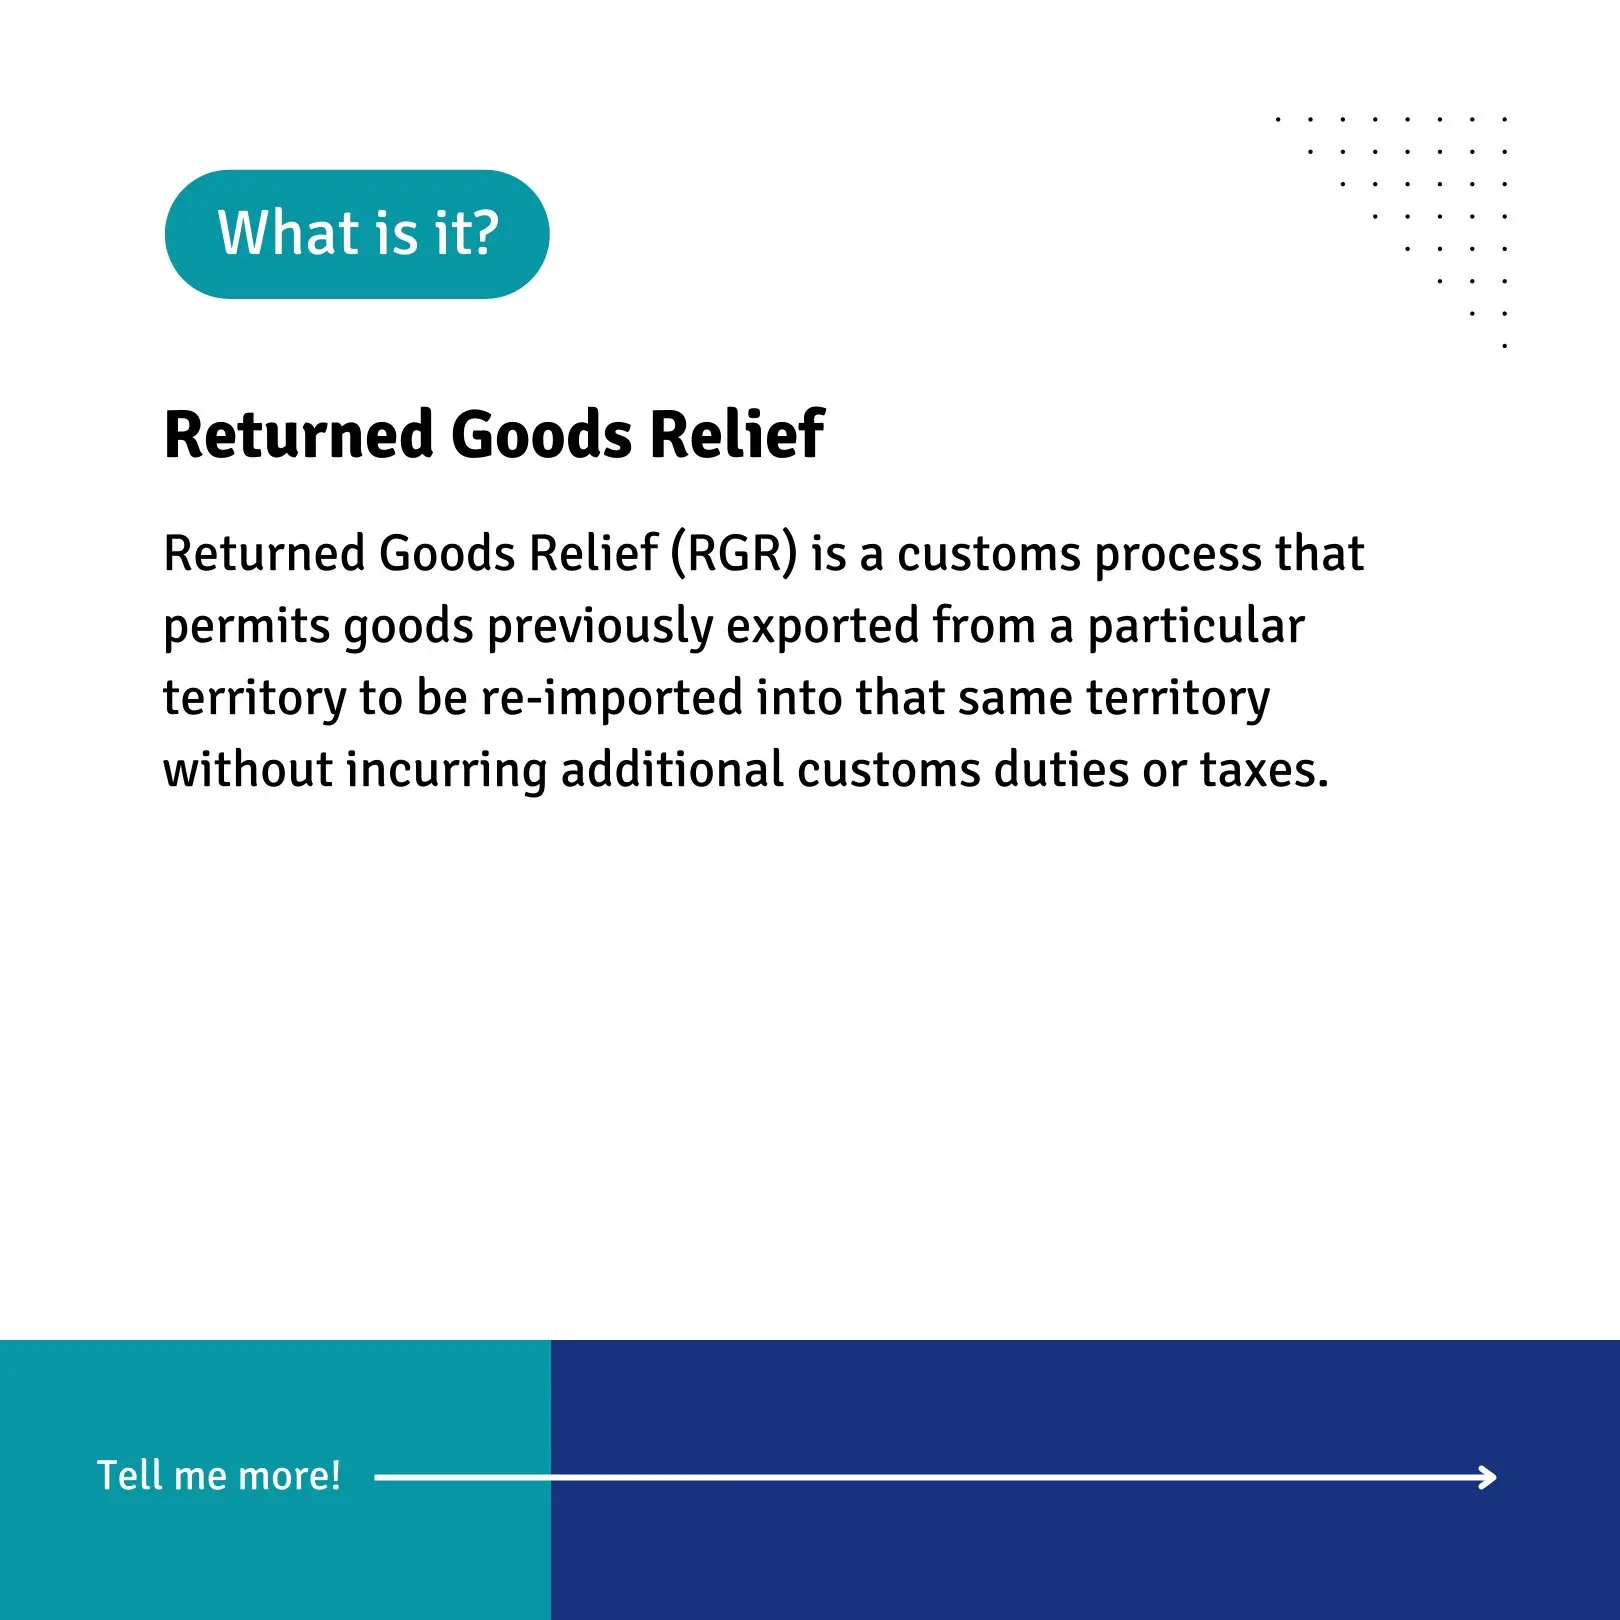 What is it?
Returned Goods Relief
Returned Goods Relief (RGR) is a customs process that
permits goods previously exported from a particular
territory to be re-imported into that same territory
without incurring additional customs duties or taxes.
Tell me more!